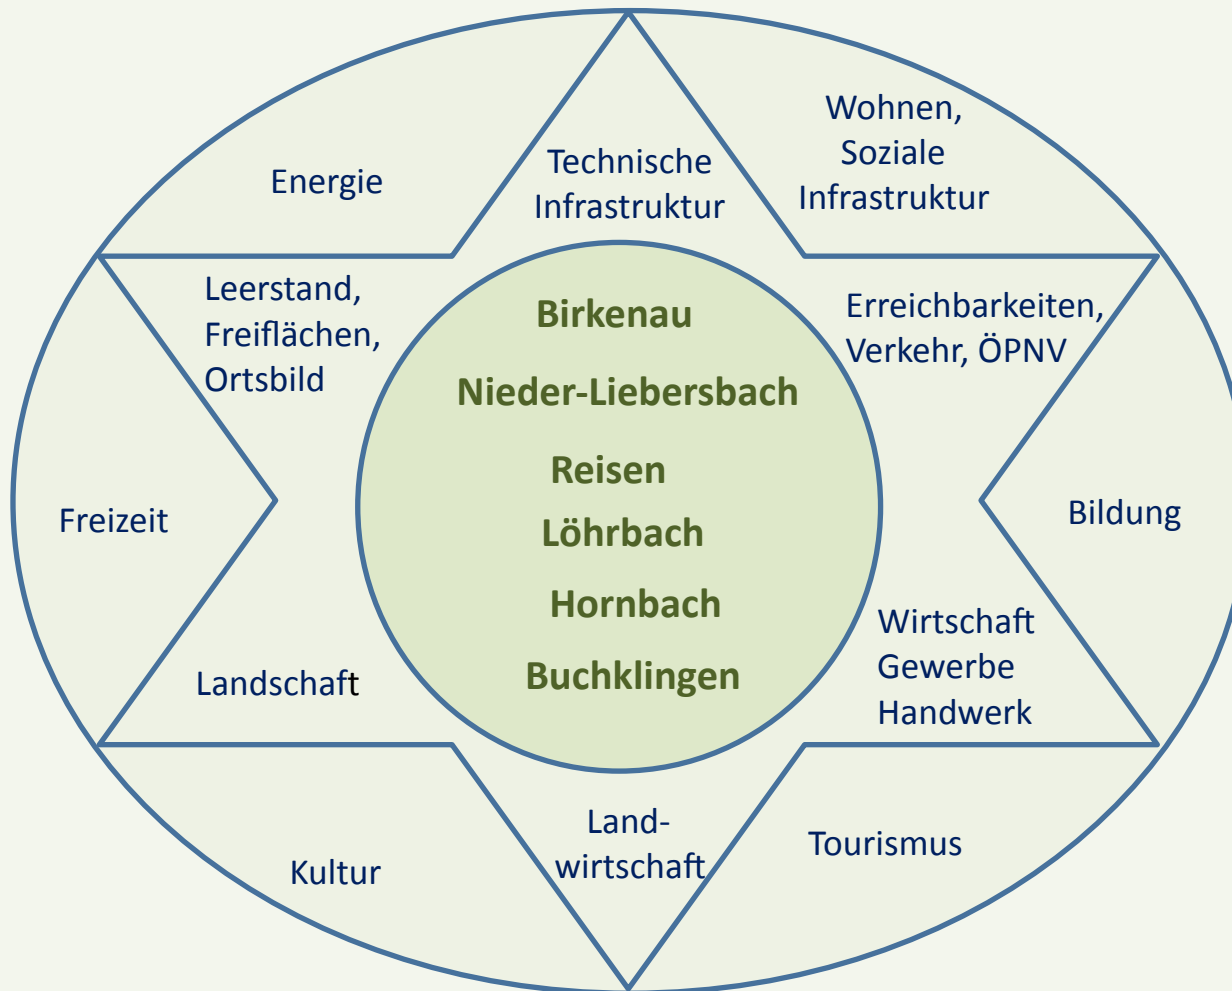 Wohnen,
Soziale
Infrastruktur
Technische
Infrastruktur
Energie
Leerstand,
Freiflächen,
Ortsbild
Erreichbarkeiten,
Verkehr, ÖPNV
Birkenau
Nieder-Liebersbach
Reisen
Löhrbach
Hornbach
Buchklingen
Freizeit
Bildung
Landschaft
Wirtschaft
Gewerbe
Handwerk
Kultur
Land-
wirtschaft
Tourismus